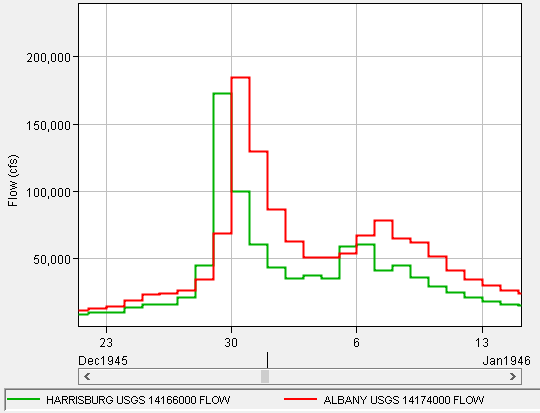 200,000
150,000
100,000
50,000
Flow (cfs)
23 30 6 13
Dec1945 Jan1946
HARRISBURG USGS 14166000 FLOW ALBANY USGS 14174000 FLOW